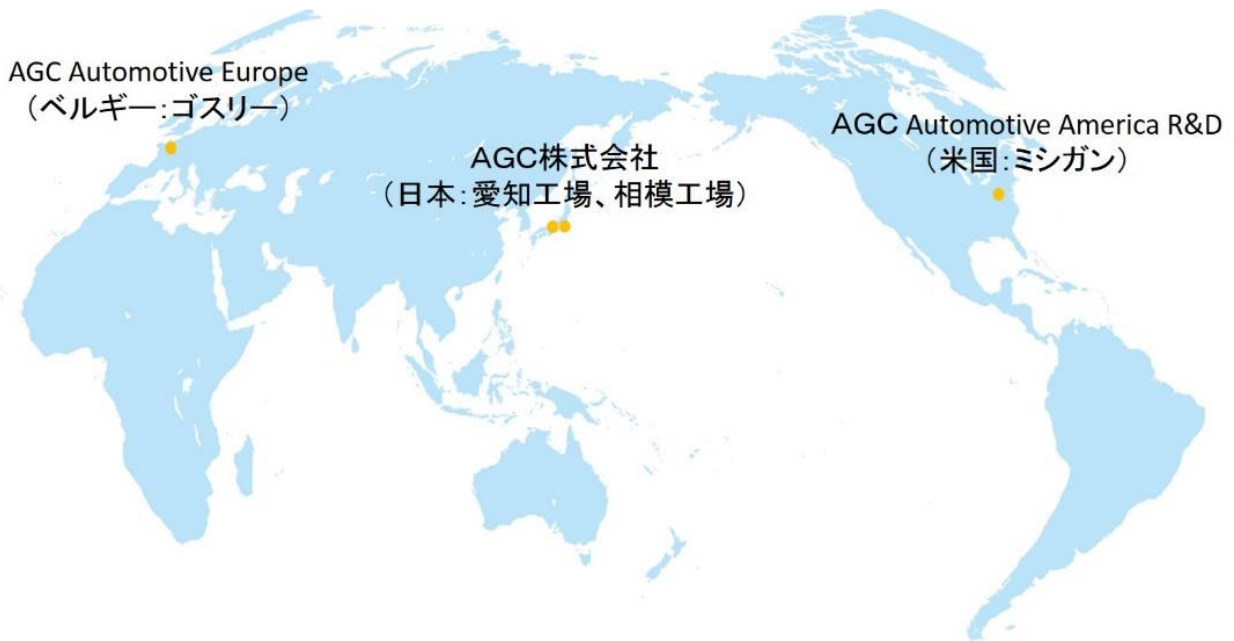 AGC Automotive Europe
（ベルギー：ゴスリー）
AGC株式会社
（日本：愛知工場、相模工場）
AGC Automotive America R&D
（米国：ミシガン）